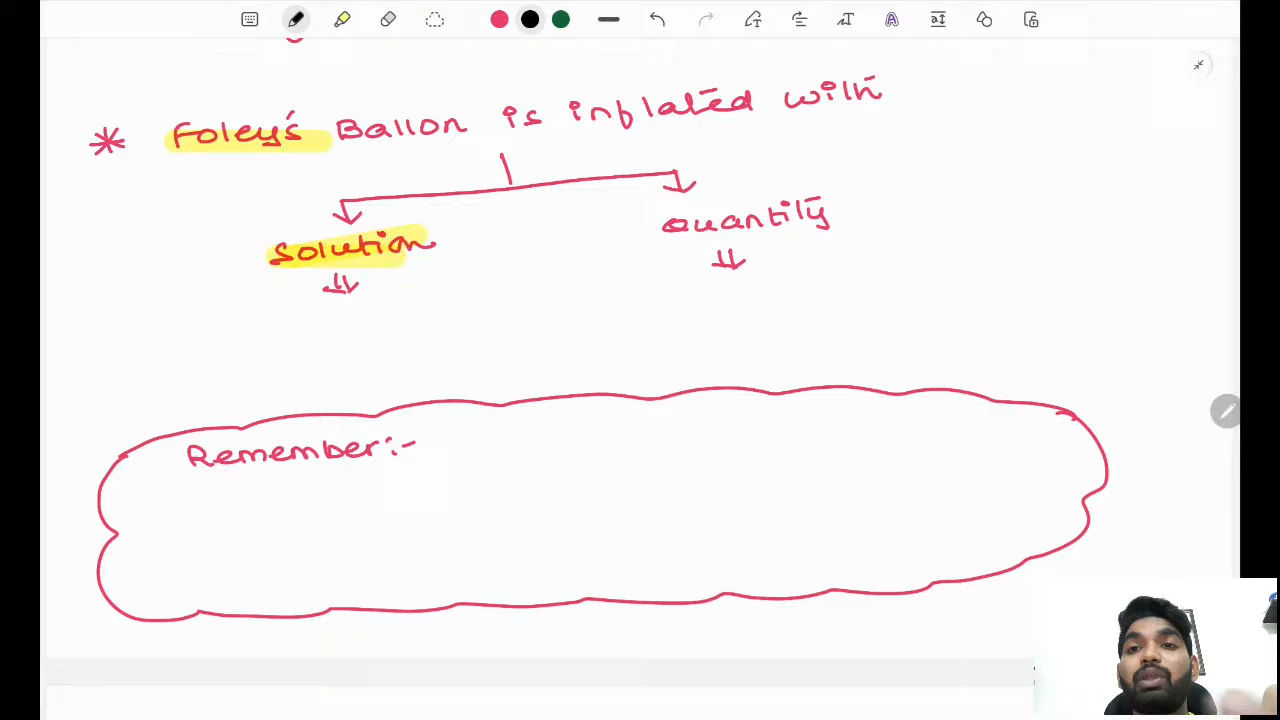 * Foley's Ballon is inflated with
Solution
Quantity
Remember:-